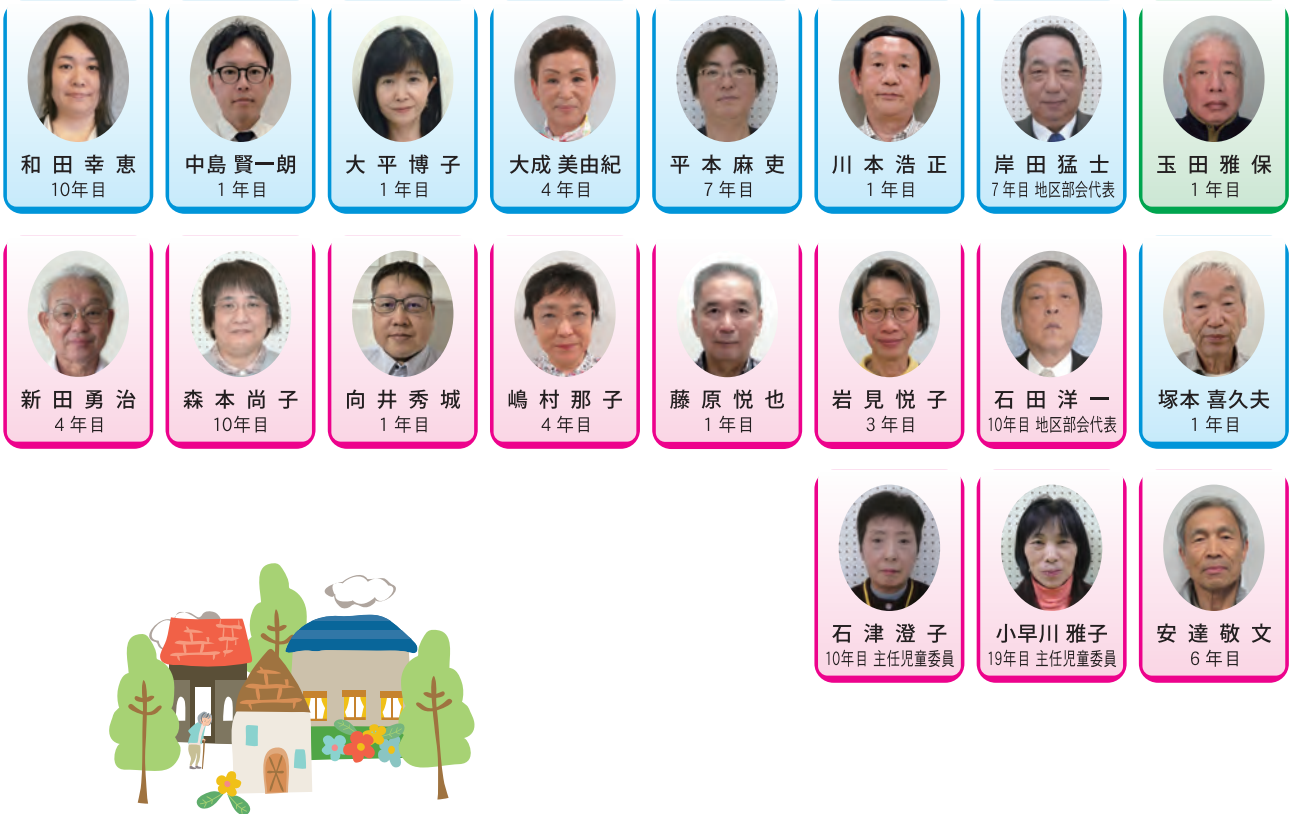 和田幸恵
10年目
中島 賢一朗
1年目
大平博子
1年目
大成 美由紀
4年目
平本麻吏
7年目
川本浩正
1年目
岸田猛士
7年目 地区部会代表
玉田雅保
1年目
新田勇治
4年目
森本尚子
10年目
向井秀城
1年目
嶋村那子
4年目
藤原悦也
1年目
岩見悦子
3年目
石田洋一
10年目 地区部会代表
塚本 喜久夫
1年目
石津澄子
10年目 主任児童委員
小早川 雅子
19年目 主任児童委員
安達敬文
6年目